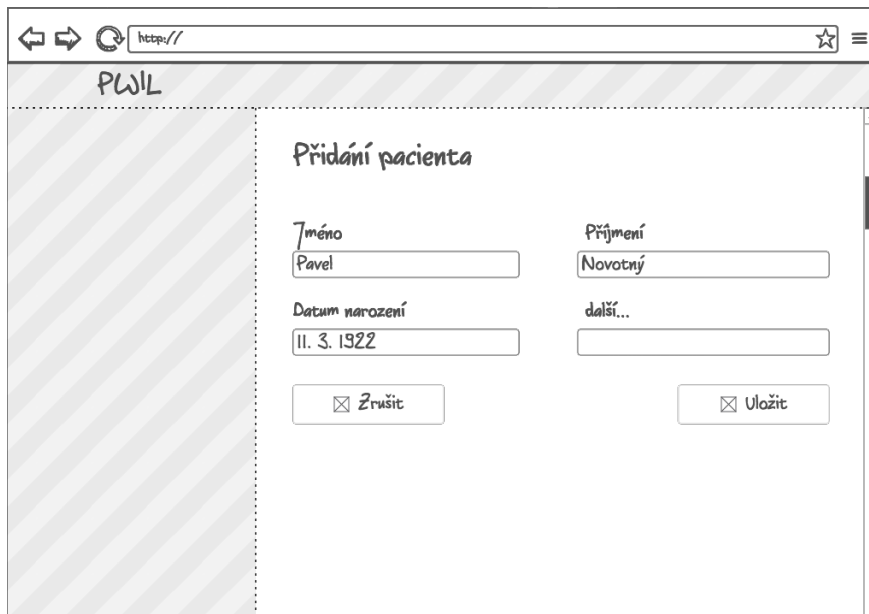 http://
PWIL
Přidání pacienta
Jméno
Příjmení
Pavel
Novotný
Datum narození
další...
11. 3. 1922
Zrušit
Uložit